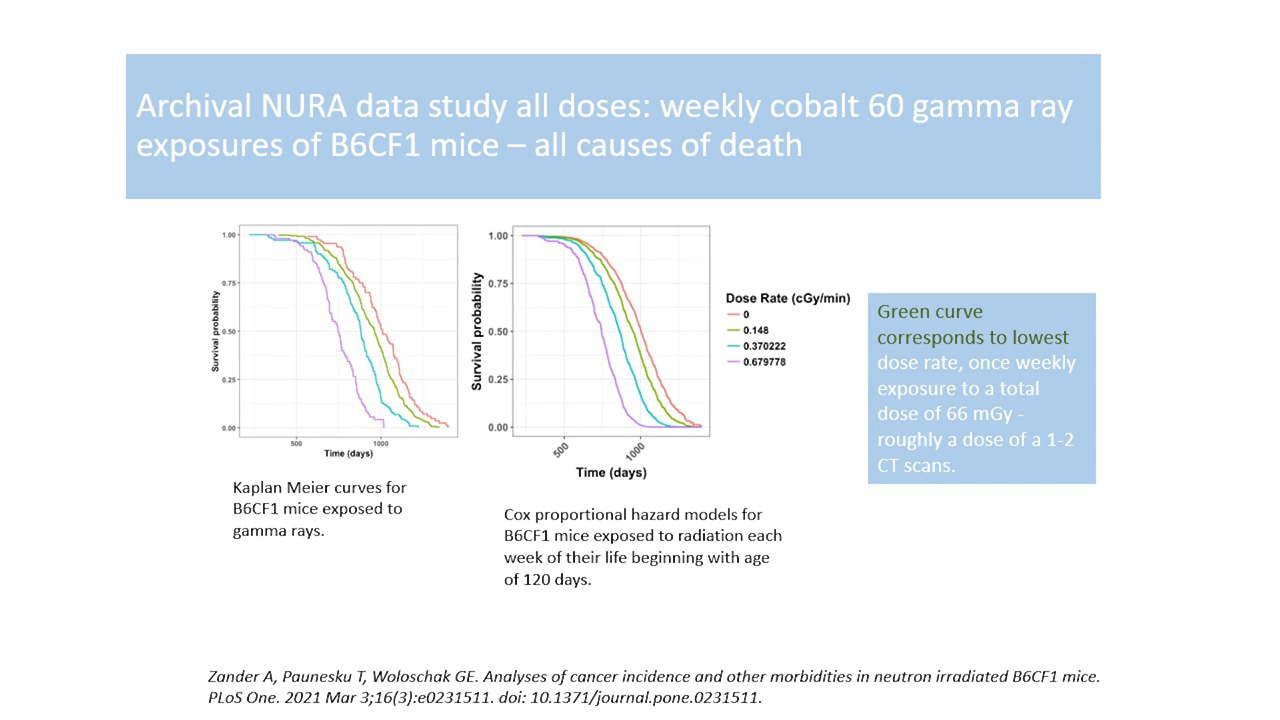 Archival NURA data study all doses: weekly cobalt 60 gamma ray
exposures of B6CF1 mice – all causes of death
1.00
0.75
0.50
0.25
0.00
Survival probability
500
1000
Time (days)
Kaplan Meier curves for
B6CF1 mice exposed to
gamma rays.
1.00
0.75
0.50
0.25
0.00
Survival probability
500
1000
Time (days)
Cox proportional hazard models for
B6CF1 mice exposed to radiation each
week of their life beginning with age
of 120 days.
Dose Rate (cGy/min)
0
0.148
0.370222
0.679778
Green curve
corresponds to lowest
dose rate, once weekly
exposure to a total
dose of 66 mGy -
roughly a dose of a 1-2
CT scans.
Zander A, Paunesku T, Woloschak GE. Analyses of cancer incidence and other morbidities in neutron irradiated B6CF1 mice.
PLoS One. 2021 Mar 3;16(3):e0231511. doi: 10.1371/journal.pone.0231511.